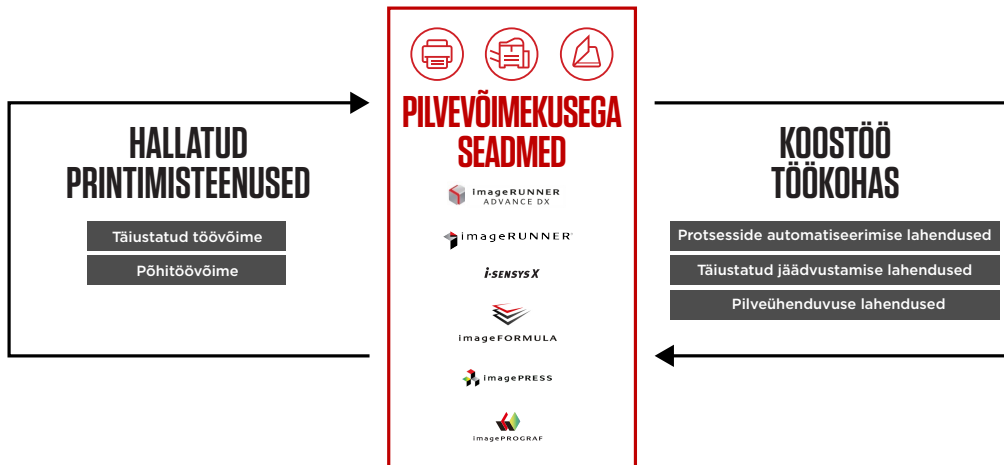 HALLATUD
PRINTIMISTEENUSED
Täiustatud töövõime
Põhitöövõime
PILVEVÕIMEKUSEGA
SEADMED
imageRUNNER
ADVANCE DX
imageRUNNER
i-SENSYS X
imageFORMULA
imagePRESS
imagePROGRAF
KOOSTÖÖ
TÖÖKOHAS
Protsesside automatiseerimise lahendused
Täiustatud jäädvustamise lahendused
Pilveühenduvuse lahendused